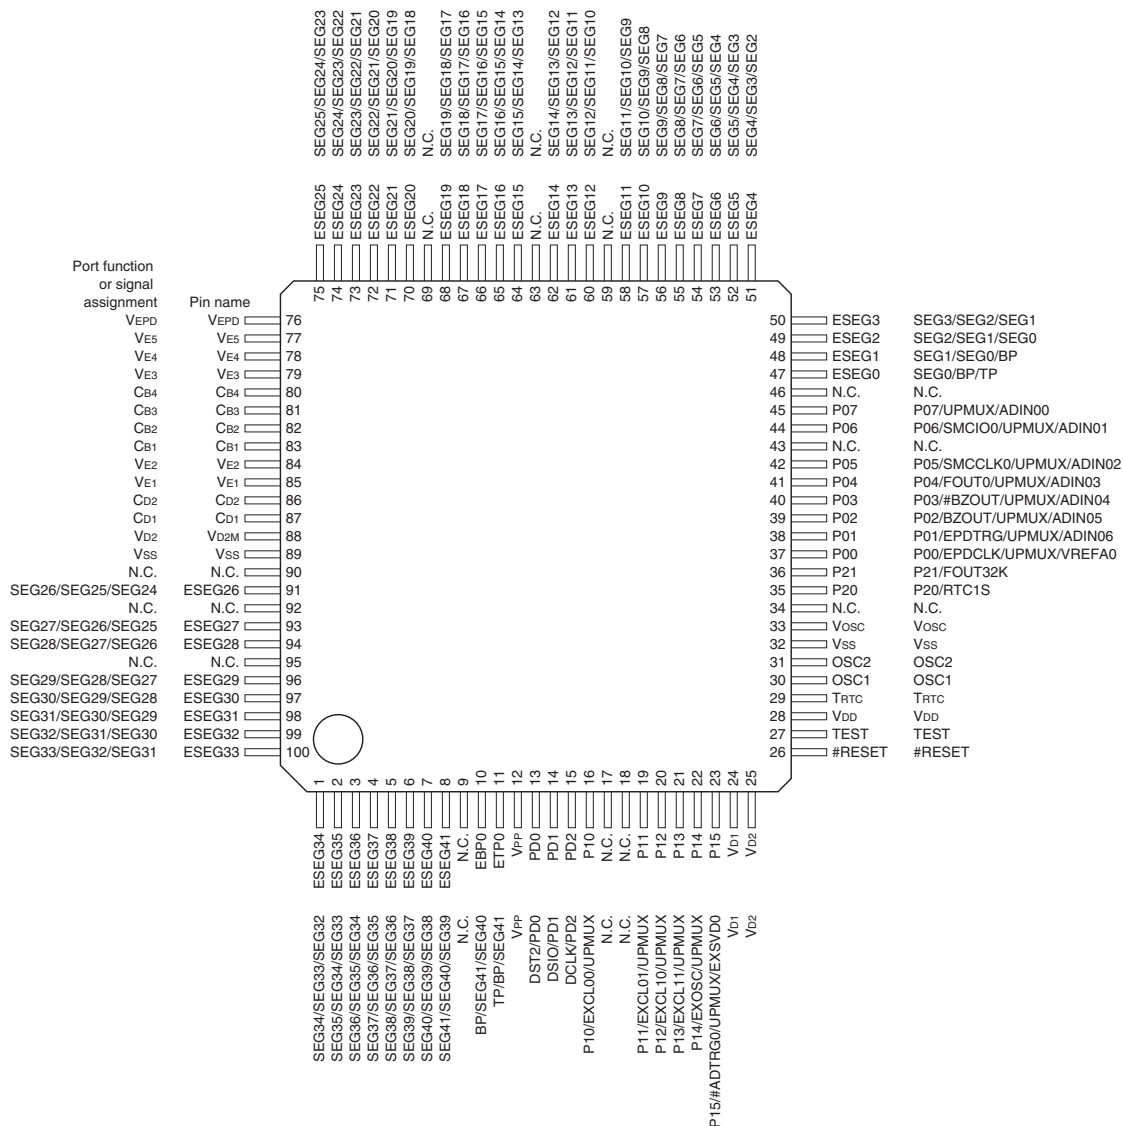 SEG25/SEG24/SEG23
SEG24/SEG23/SEG22
SEG23/SEG22/SEG21
SEG22/SEG21/SEG20
SEG21/SEG20/SEG19
SEG20/SEG19/SEG18
N.C.
SEG19/SEG18/SEG17
SEG18/SEG17/SEG16
SEG17/SEG16/SEG15
SEG16/SEG15/SEG14
SEG15/SEG14/SEG13
N.C.
SEG14/SEG13/SEG12
SEG13/SEG12/SEG11
SEG12/SEG11/SEG10
N.C.
SEG11/SEG10/SEG9
SEG10/SEG9/SEG8
SEG9/SEG8/SEG7
SEG8/SEG7/SEG6
SEG7/SEG6/SEG5
SEG6/SEG5/SEG4
SEG5/SEG4/SEG3
SEG4/SEG3/SEG2
ESEG25
ESEG24
ESEG23
ESEG22
ESEG21
ESEG20
N.C.
ESEG19
ESEG18
ESEG17
ESEG16
ESEG15
N.C.
ESEG14
ESEG13
ESEG12
N.C.
ESEG11
ESEG10
ESEG9
ESEG8
ESEG7
ESEG6
ESEG5
ESEG4
75 74 73 72 71 70 69 68 67 66 65 64 63 62 61 60 59 58 57 56 55 54 53 52 51
Port function
or signal
assignment Pin name
VEPD VEPD 76 50 ESEG3 SEG3/SEG2/SEG1
VE5 VE5 77 49 ESEG2 SEG2/SEG1/SEG0
VE4 VE4 78 48 ESEG1 SEG1/SEG0/BP
VE3 VE3 79 47 ESEG0 SEG0/BP/TP
CB4 CB4 80 46 N.C. N.C.
CB3 CB3 81 45 P07 P07/UPMUX/ADIN00
CB2 CB2 82 44 P06 P06/SMCIO0/UPMUX/ADIN01
CB1 CB1 83 43 N.C. N.C.
VE2 VE2 84 42 P05 P05/SMCCLK0/UPMUX/ADIN02
VE1 VE1 85 41 P04 P04/FOUT0/UPMUX/ADIN03
CD2 CD2 86 40 P03 P03/#BZOUT/UPMUX/ADIN04
CD1 CD1 87 39 P02 P02/BZOUT/UPMUX/ADIN05
VD2 VD2M 88 38 P01 P01/EPDTRG/UPMUX/ADIN06
VSS VSS 89 37 P00 P00/EPDCLK/UPMUX/VREFA0
N.C. N.C. 90 36 P21 P21/FOUT32K
SEG26/SEG25/SEG24 ESEG26 91 35 P20 P20/RTC1S
N.C. N.C. 92 34 N.C. N.C.
SEG27/SEG26/SEG25 ESEG27 93 33 VOSC VOSC
SEG28/SEG27/SEG26 ESEG28 94 32 VSS VSS
N.C. N.C. 95 31 OSC2 OSC2
SEG29/SEG28/SEG27 ESEG29 96 30 OSC1 OSC1
SEG30/SEG29/SEG28 ESEG30 97 29 TRTC TRTC
SEG31/SEG30/SEG29 ESEG31 98 28 VDD VDD
SEG32/SEG31/SEG30 ESEG32 99 27 TEST TEST
SEG33/SEG32/SEG31 ESEG33 100 26 #RESET #RESET
1 2 3 4 5 6 7 8 9 10 11 12 13 14 15 16 17 18 19 20 21 22 23 24 25
ESEG34
ESEG35
ESEG36
ESEG37
ESEG38
ESEG39
ESEG40
ESEG41
N.C.
EBP0
ETP0
VPP
PD0
PD1
PD2
P10
N.C.
N.C.
P11
P12
P13
P14
P15
VD1
VD2
SEG34/SEG33/SEG32
SEG35/SEG34/SEG33
SEG36/SEG35/SEG34
SEG37/SEG36/SEG35
SEG38/SEG37/SEG36
SEG39/SEG38/SEG37
SEG40/SEG39/SEG38
SEG41/SEG40/SEG39
N.C.
BP/SEG41/SEG40
TP/BP/SEG41
VPP
DST2/PD0
DSIO/PD1
DCLK/PD2
P10/EXCL00/UPMUX
N.C.
N.C.
P11/EXCL01/UPMUX
P12/EXCL10/UPMUX
P13/EXCL11/UPMUX
P14/EXOSC/UPMUX
P15/#ADTRG0/UPMUX/EXSVD0
VD1
VD2